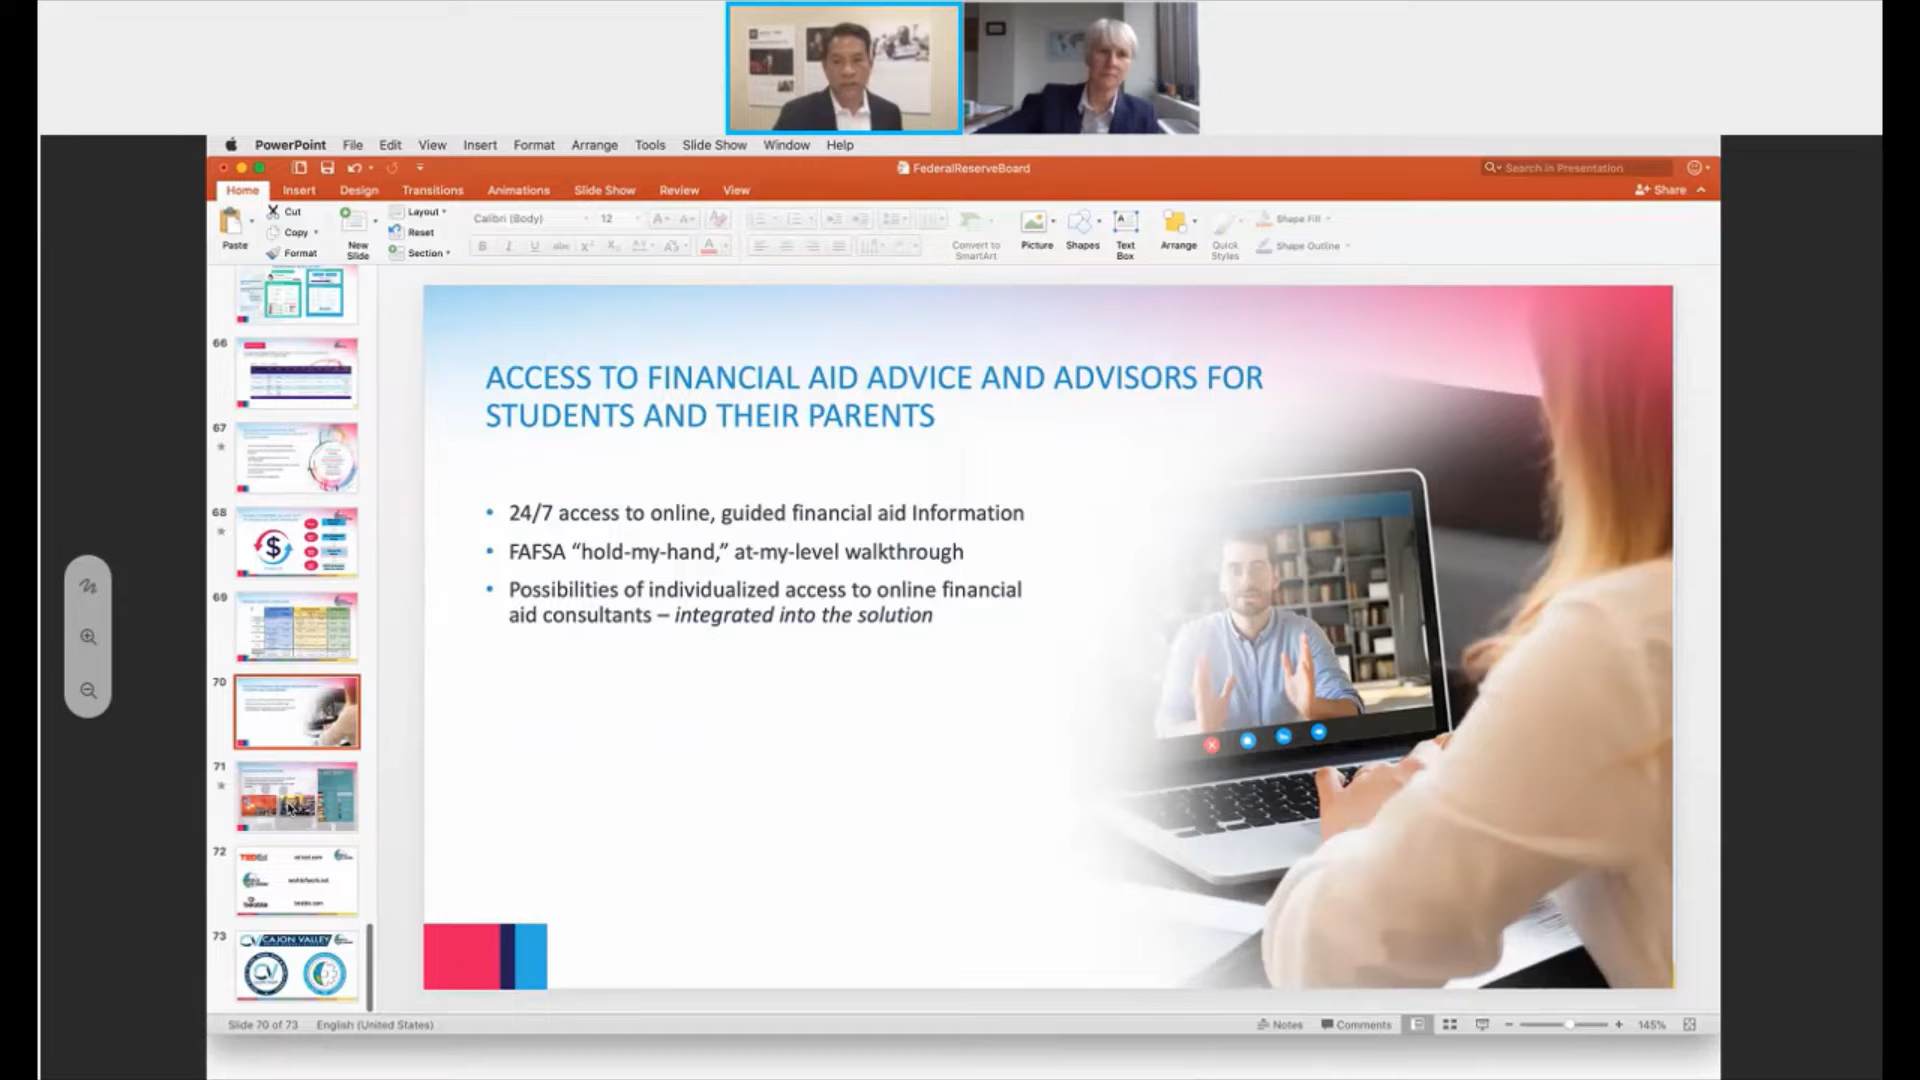 PowerPoint File Edit View Insert Format Arrange Tools Slide Show Window Help
FederalReserveBoard
Search in Presentation
Home Insert Design Transitions Animations Slide Show Review View
Share
Paste
Cut
Copy
Format
New Slide
Layout
Reset
Section
Calibri (Body) 12
Convert to SmartArt
Picture
Shapes
Text Box
Arrange
Quick Styles
Shape Fill
Shape Outline
66
67
68
69
70
71
72
73
CAJON VALLEY
ACCESS TO FINANCIAL AID ADVICE AND ADVISORS FOR
STUDENTS AND THEIR PARENTS
• 24/7 access to online, guided financial aid Information
• FAFSA “hold-my-hand,” at-my-level walkthrough
• Possibilities of individualized access to online financial
aid consultants – integrated into the solution
Slide 70 of 73 English (United States)
Notes Comments 145%